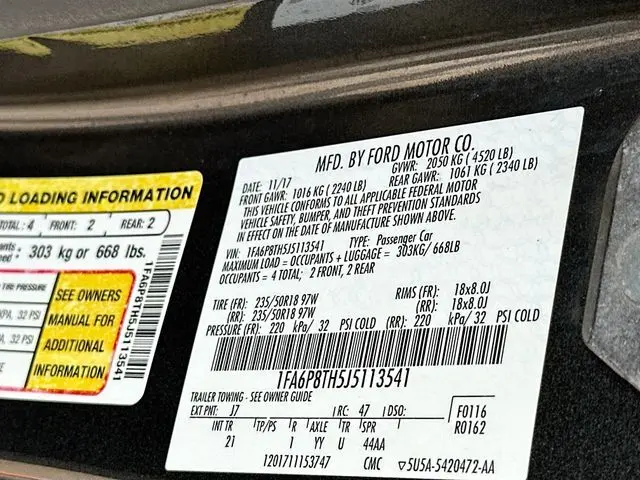 D LOADING INFORMATION
TOTAL: 4 FRONT: 2 REAR: 2
303 kg or 668 lbs.
TIRE PRESSURE
KPA, 32 PSI
KPA, 32 PSI
SEE OWNERS
MANUAL FOR
ADDITIONAL
INFORMATION
1FA6P8TH5J5113541
MFD. BY FORD MOTOR CO.
DATE: 11/17 GVWR: 2050 KG ( 4520 LB)
FRONT GAWR: 1016 KG ( 2240 LB) REAR GAWR: 1061 KG ( 2340 LB)
THIS VEHICLE CONFORMS TO ALL APPLICABLE FEDERAL MOTOR
VEHICLE SAFETY, BUMPER, AND THEFT PREVENTION STANDARDS
IN EFFECT ON THE DATE OF MANUFACTURE SHOWN ABOVE.
VIN: 1FA6P8TH5J5113541 TYPE: Passenger Car
MAXIMUM LOAD = OCCUPANTS + LUGGAGE = 303KG/ 668LB
OCCUPANTS = 4 TOTAL; 2 FRONT, 2 REAR
TIRE (FR): 235/50R18 97W RIMS (FR): 18x8.0J
(RR): 235/50R18 97W (RR): 18x8.0J
PRESSURE (FR): 220 kPa/ 32 PSI COLD (RR): 220 kPa/ 32 PSI COLD
1FA6P8TH5J5113541
TRAILER TOWING - SEE OWNER GUIDE
EXT PNT: J7 RC: 47 DSO: F0116
INT TR TP/PS R AXLE TR SPR R0162
21 1 YY U 44AA
1201711153747 CMC ▽5U5A-5420472-AA